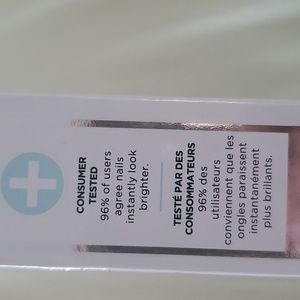 CONSUMER
TESTED
96% of users
agree nails
instantly look
brighter.
TESTÉ PAR DES
CONSOMMATEURS
96% des
utilisateurs
conviennent que les
ongles paraissent
instantanément
plus brillants.